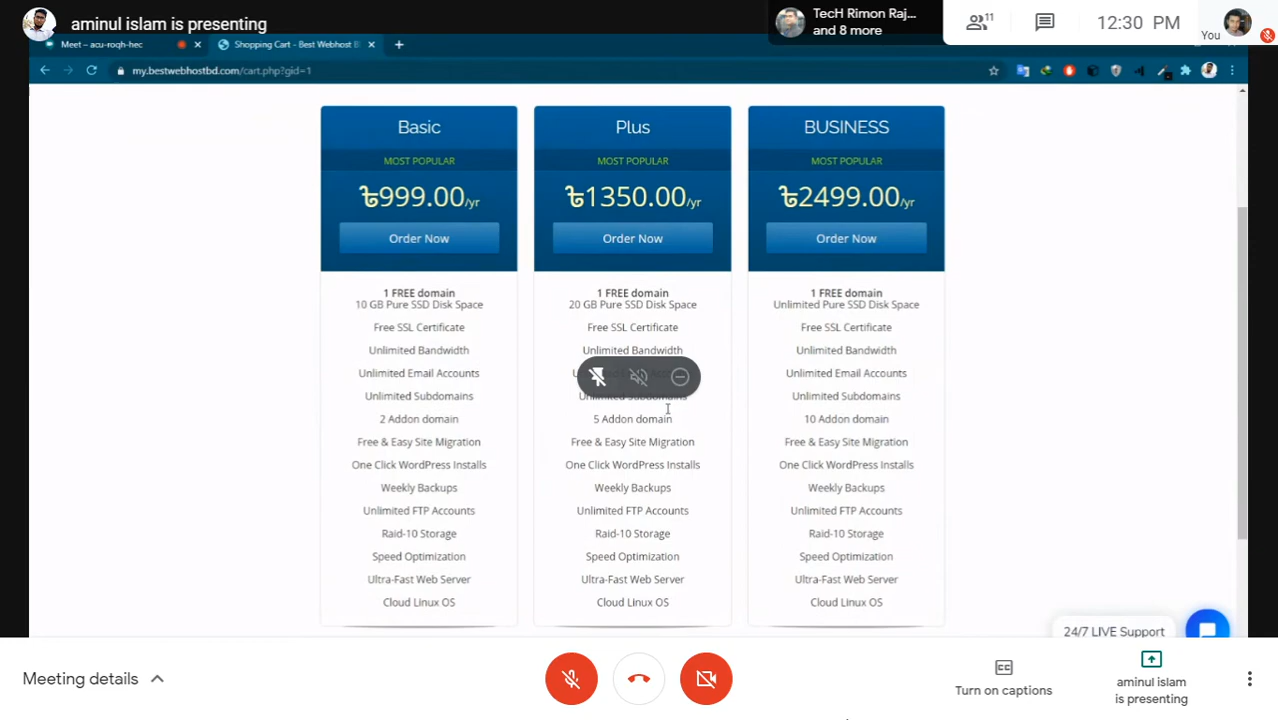 aminul islam is presenting
TecH Rimon Raj...
and 8 more
11
12:30 PM
You
Meet – acu-roqh-hec
Shopping Cart - Best Webhost B
my.bestwebhostbd.com/cart.php?gid=1
Basic
MOST POPULAR
৳999.00/yr
Order Now
1 FREE domain
10 GB Pure SSD Disk Space
Free SSL Certificate
Unlimited Bandwidth
Unlimited Email Accounts
Unlimited Subdomains
2 Addon domain
Free & Easy Site Migration
One Click WordPress Installs
Weekly Backups
Unlimited FTP Accounts
Raid-10 Storage
Speed Optimization
Ultra-Fast Web Server
Cloud Linux OS
Plus
MOST POPULAR
৳1350.00/yr
Order Now
1 FREE domain
20 GB Pure SSD Disk Space
Free SSL Certificate
Unlimited Bandwidth
Unlimited Subdomains
5 Addon domain
Free & Easy Site Migration
One Click WordPress Installs
Weekly Backups
Unlimited FTP Accounts
Raid-10 Storage
Speed Optimization
Ultra-Fast Web Server
Cloud Linux OS
BUSINESS
MOST POPULAR
৳2499.00/yr
Order Now
1 FREE domain
Unlimited Pure SSD Disk Space
Free SSL Certificate
Unlimited Bandwidth
Unlimited Email Accounts
Unlimited Subdomains
10 Addon domain
Free & Easy Site Migration
One Click WordPress Installs
Weekly Backups
Unlimited FTP Accounts
Raid-10 Storage
Speed Optimization
Ultra-Fast Web Server
Cloud Linux OS
24/7 LIVE Support
Meeting details
Turn on captions
aminul islam
is presenting